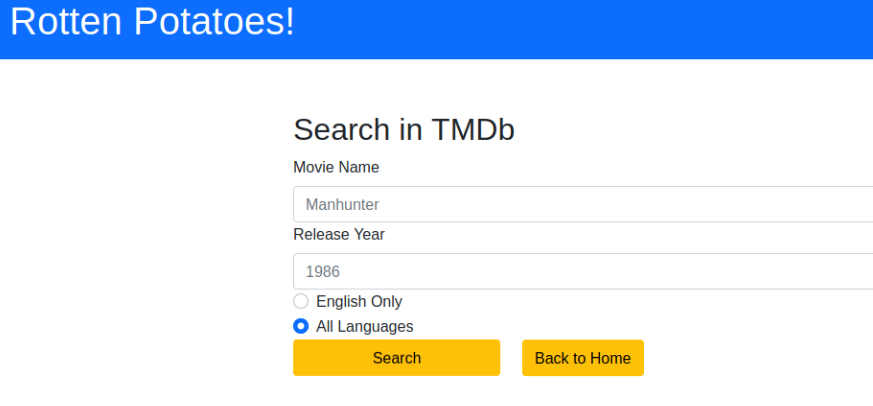 Rotten Potatoes!
Search in TMDb
Movie Name
Manhunter
Release Year
1986
English Only
All Languages
Search Back to Home